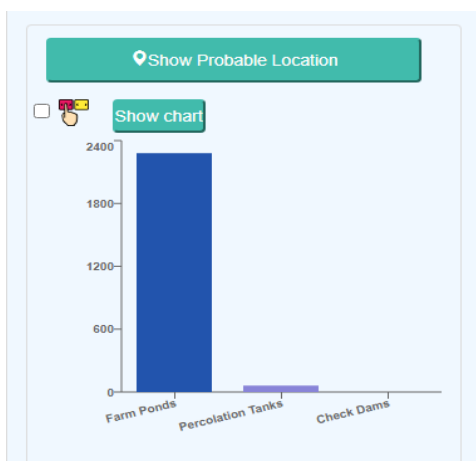 Show Probable Location
Show chart
2400
1800
1200
600
0
Farm Ponds
Percolation Tanks
Check Dams